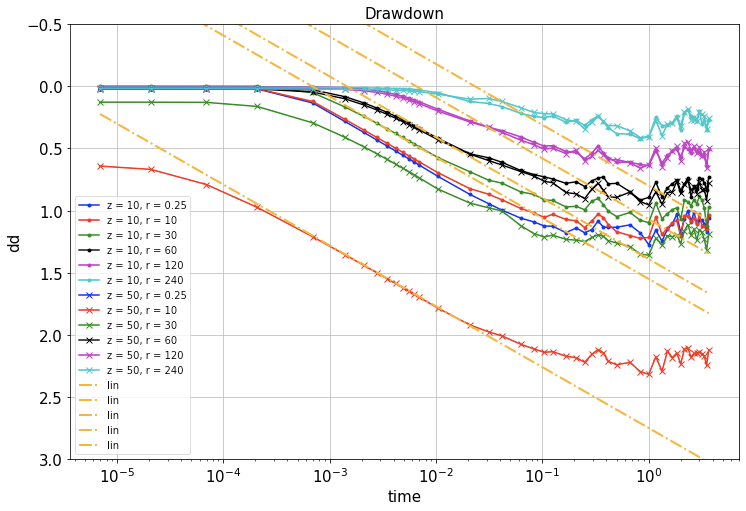 Drawdown
−0.5
0.0
0.5
1.0
1.5
2.0
2.5
3.0
dd
z = 10, r = 0.25
z = 10, r = 10
z = 10, r = 30
z = 10, r = 60
z = 10, r = 120
z = 10, r = 240
z = 50, r = 0.25
z = 50, r = 10
z = 50, r = 30
z = 50, r = 60
z = 50, r = 120
z = 50, r = 240
lin
lin
lin
lin
lin
10⁻⁵ 10⁻⁴ 10⁻³ 10⁻² 10⁻¹ 10⁰
time